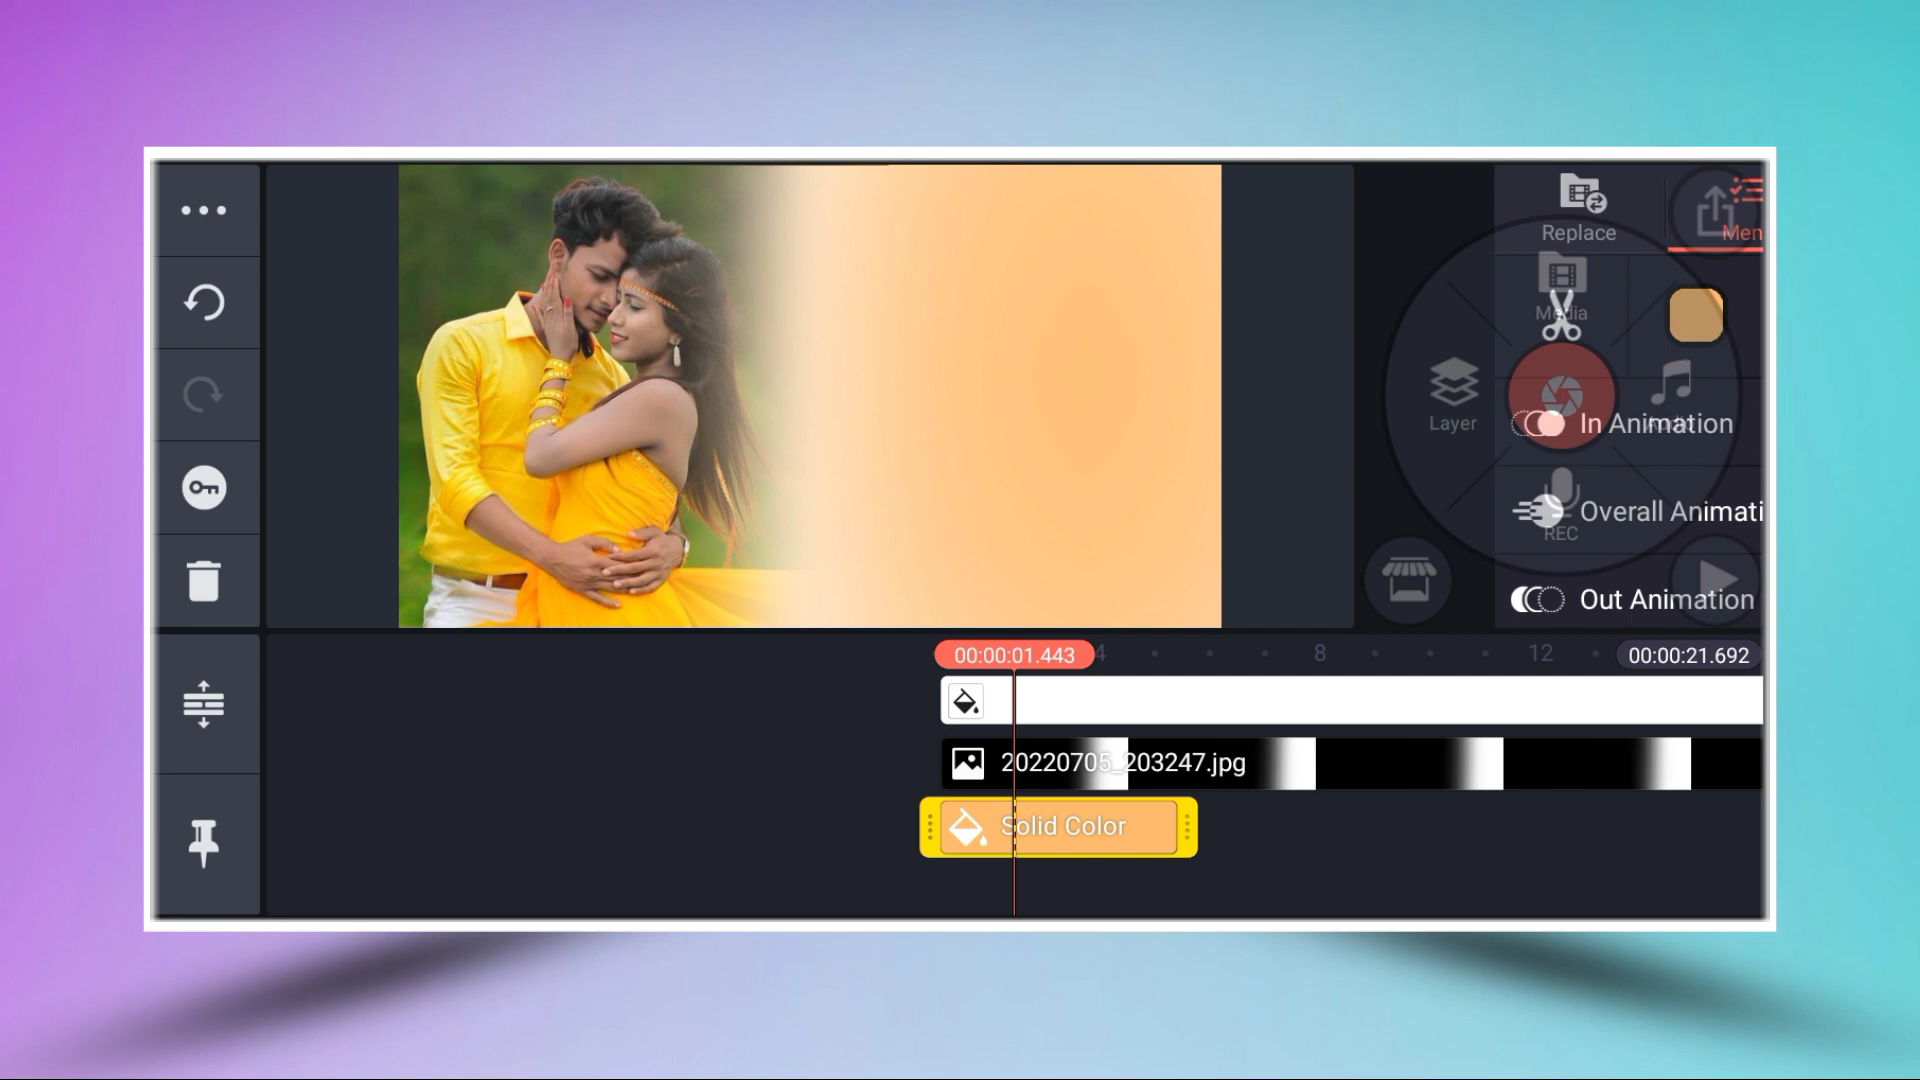 Replace
Men
Media
Layer
In Animation
Overall Animati
REC
Out Animation
00:00:01.443
4
8
12
00:00:21.692
20220705_203247.jpg
Solid Color